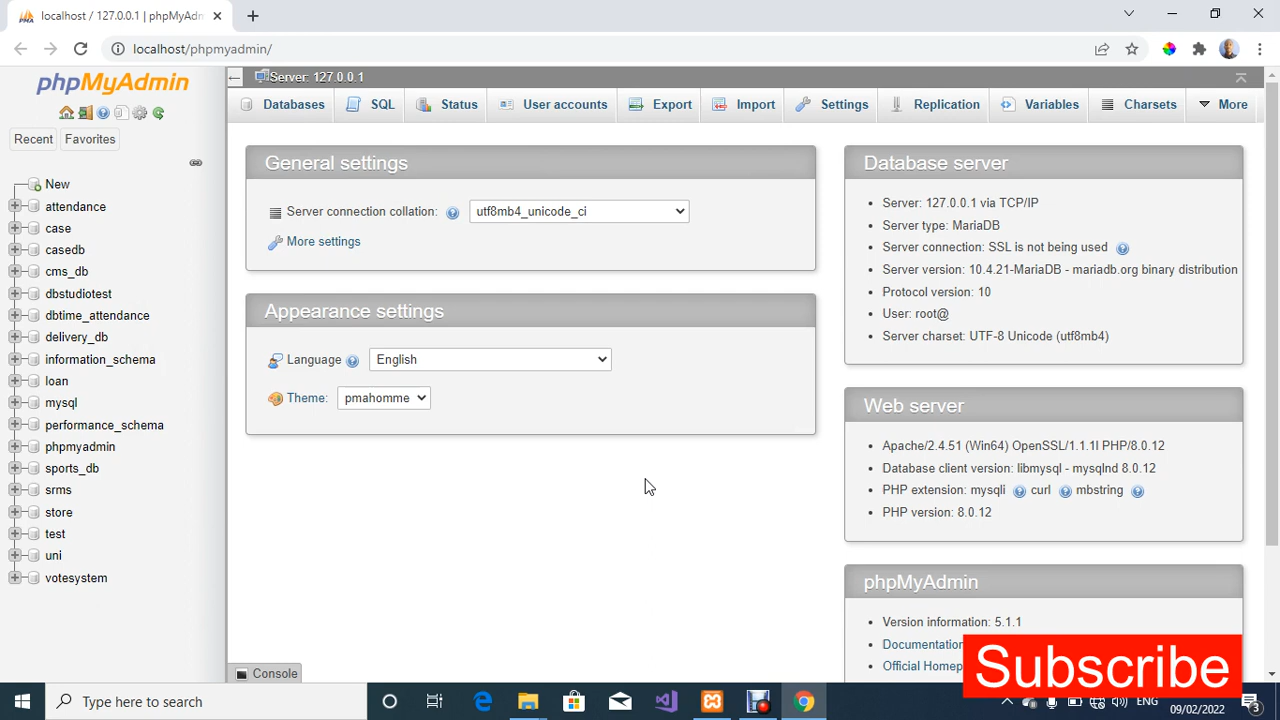 localhost / 127.0.0.1 | phpMyAdm
localhost/phpmyadmin/
phpMyAdmin
Recent
Favorites
New
attendance
case
casedb
cms_db
dbstudiotest
dbtime_attendance
delivery_db
information_schema
loan
mysql
performance_schema
phpmyadmin
sports_db
srms
store
test
uni
votesystem
Server: 127.0.0.1
Databases
SQL
Status
User accounts
Export
Import
Settings
Replication
Variables
Charsets
More
General settings
Server connection collation:
utf8mb4_unicode_ci
More settings
Appearance settings
Language
English
Theme:
pmahomme
Database server
Server: 127.0.0.1 via TCP/IP
Server type: MariaDB
Server connection: SSL is not being used
Server version: 10.4.21-MariaDB - mariadb.org binary distribution
Protocol version: 10
User: root@
Server charset: UTF-8 Unicode (utf8mb4)
Web server
Apache/2.4.51 (Win64) OpenSSL/1.1.1l PHP/8.0.12
Database client version: libmysql - mysqlnd 8.0.12
PHP extension: mysqli curl mbstring
PHP version: 8.0.12
phpMyAdmin
Version information: 5.1.1
Documentation
Official Homep
Subscribe
Console
Type here to search
ENG
09/02/2022
3